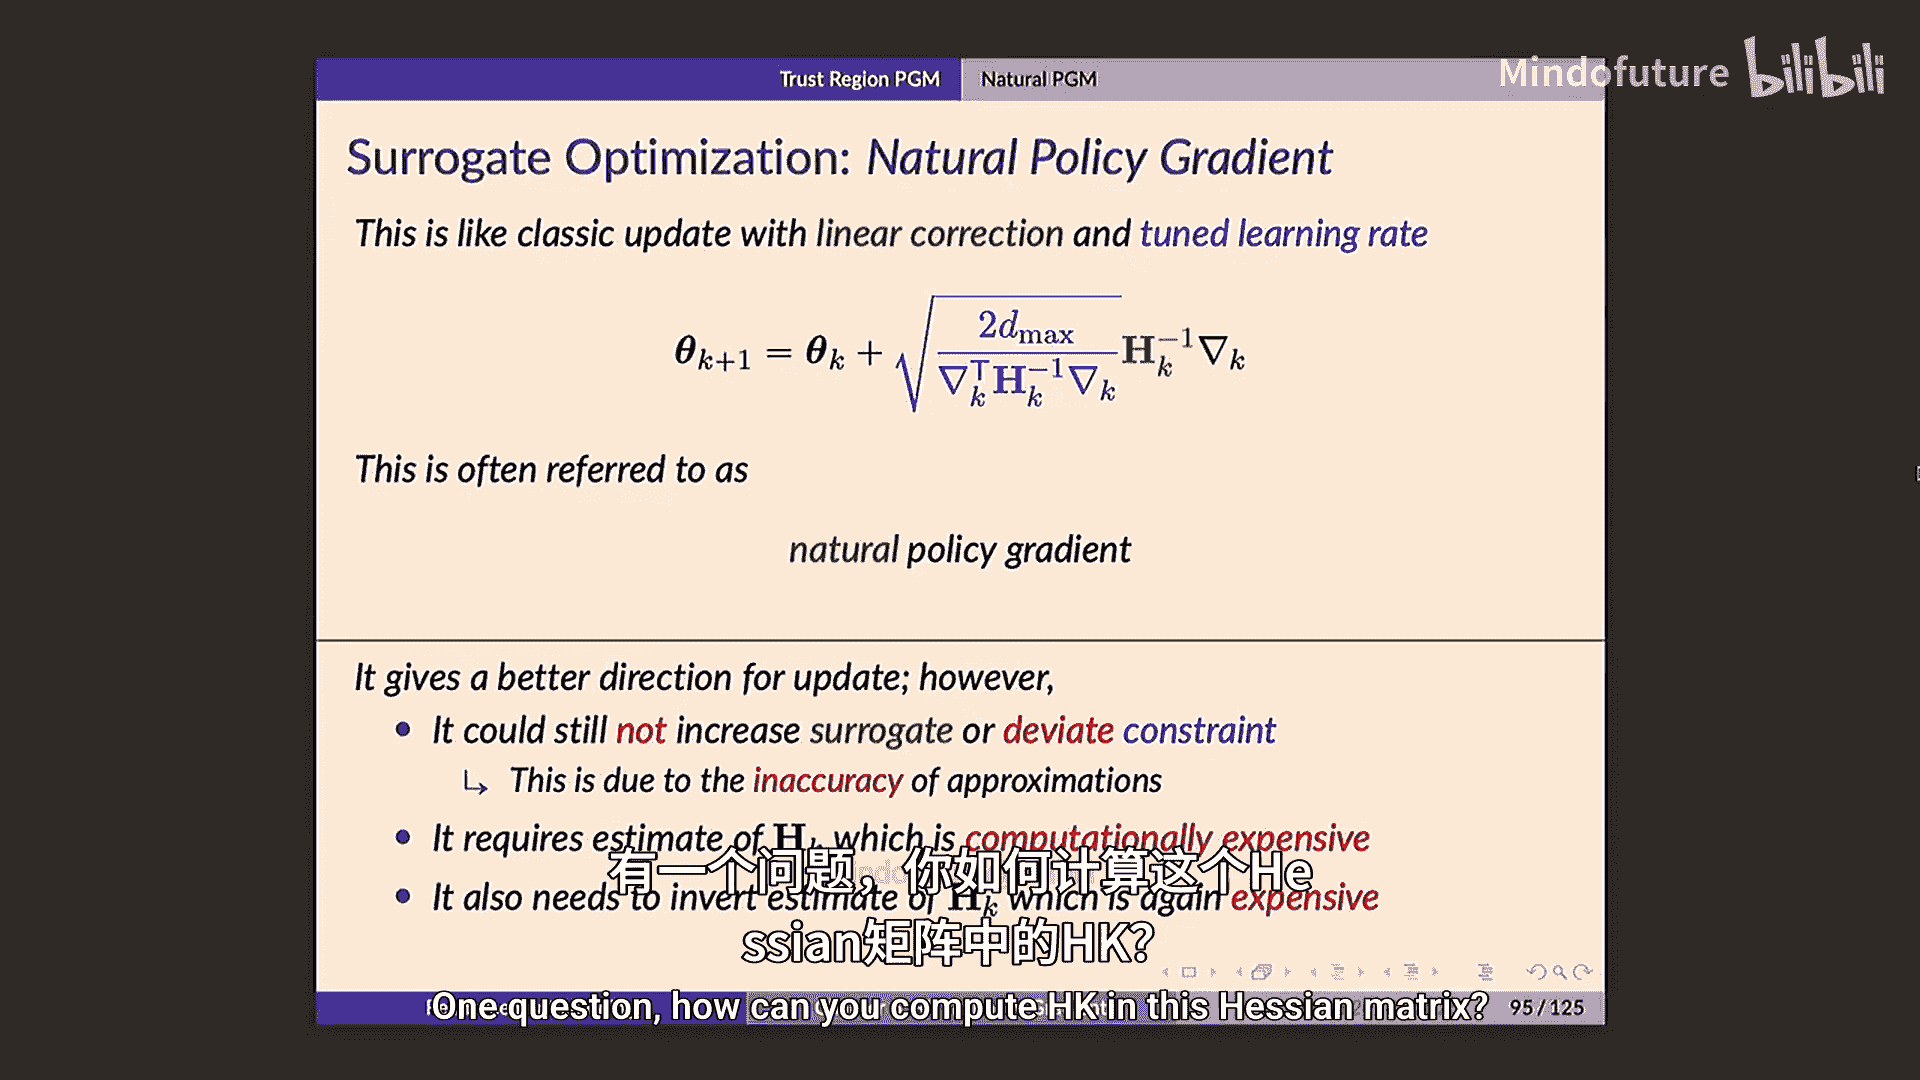 Trust Region PGM Natural PGM
Mindofuture bilibili
Surrogate Optimization: Natural Policy Gradient
This is like classic update with linear correction and tuned learning rate
θ_{k+1} = θ_k + √(2d_max / ∇_k^T H_k^{-1} ∇_k) H_k^{-1} ∇_k
This is often referred to as
natural policy gradient
It gives a better direction for update; however,
• It could still not increase surrogate or deviate constraint
↳ This is due to the inaccuracy of approximations
• It requires estimate of H_k which is computationally expensive
• It also needs to invert estimate of H_k which is again expensive
有一个问题，你如何计算这个He
ssian矩阵中的HK？
One question, how can you compute HK in this Hessian matrix?
95 / 125